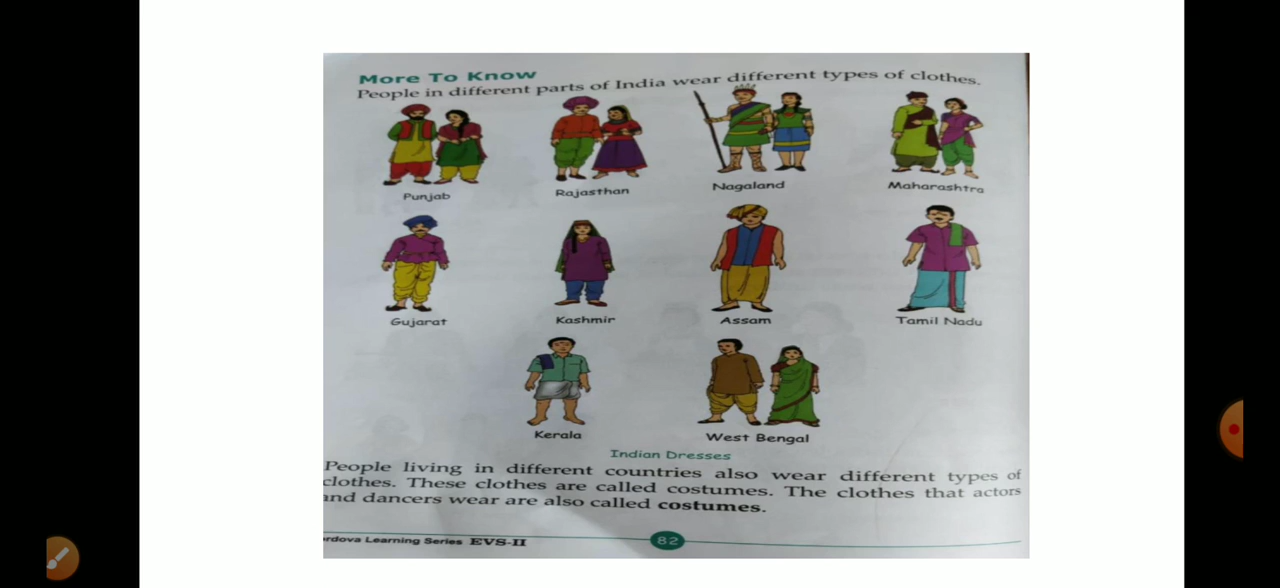 More To Know
People in different parts of India wear different types of clothes.
Punjab
Rajasthan
Nagaland
Maharashtra
Gujarat
Kashmir
Assam
Tamil Nadu
Kerala
West Bengal
Indian Dresses
People living in different countries also wear different types of
clothes. These clothes are called costumes. The clothes that actors
and dancers wear are also called costumes.
rdova Learning Series EVS-II
82